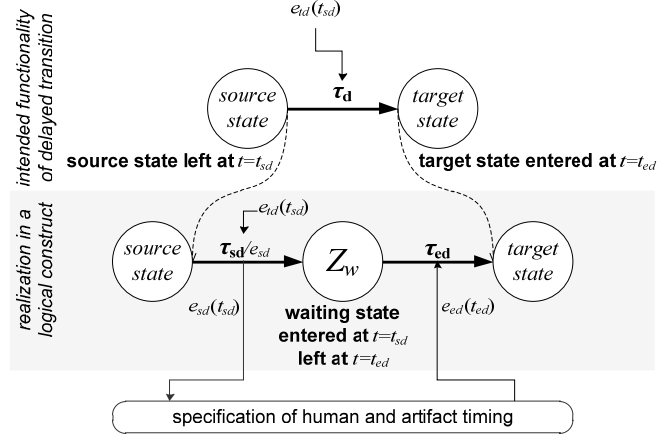 intended functionality
of delayed transition
e_td(t_sd)
source
state
τ_d
target
state
source state left at t=t_sd
target state entered at t=t_ed
realization in a
logical construct
e_td(t_sd)
source
state
τ_sd/e_sd
Z_w
τ_ed
target
state
e_sd(t_sd)
waiting state
entered at t=t_sd
left at t=t_ed
e_ed(t_ed)
specification of human and artifact timing